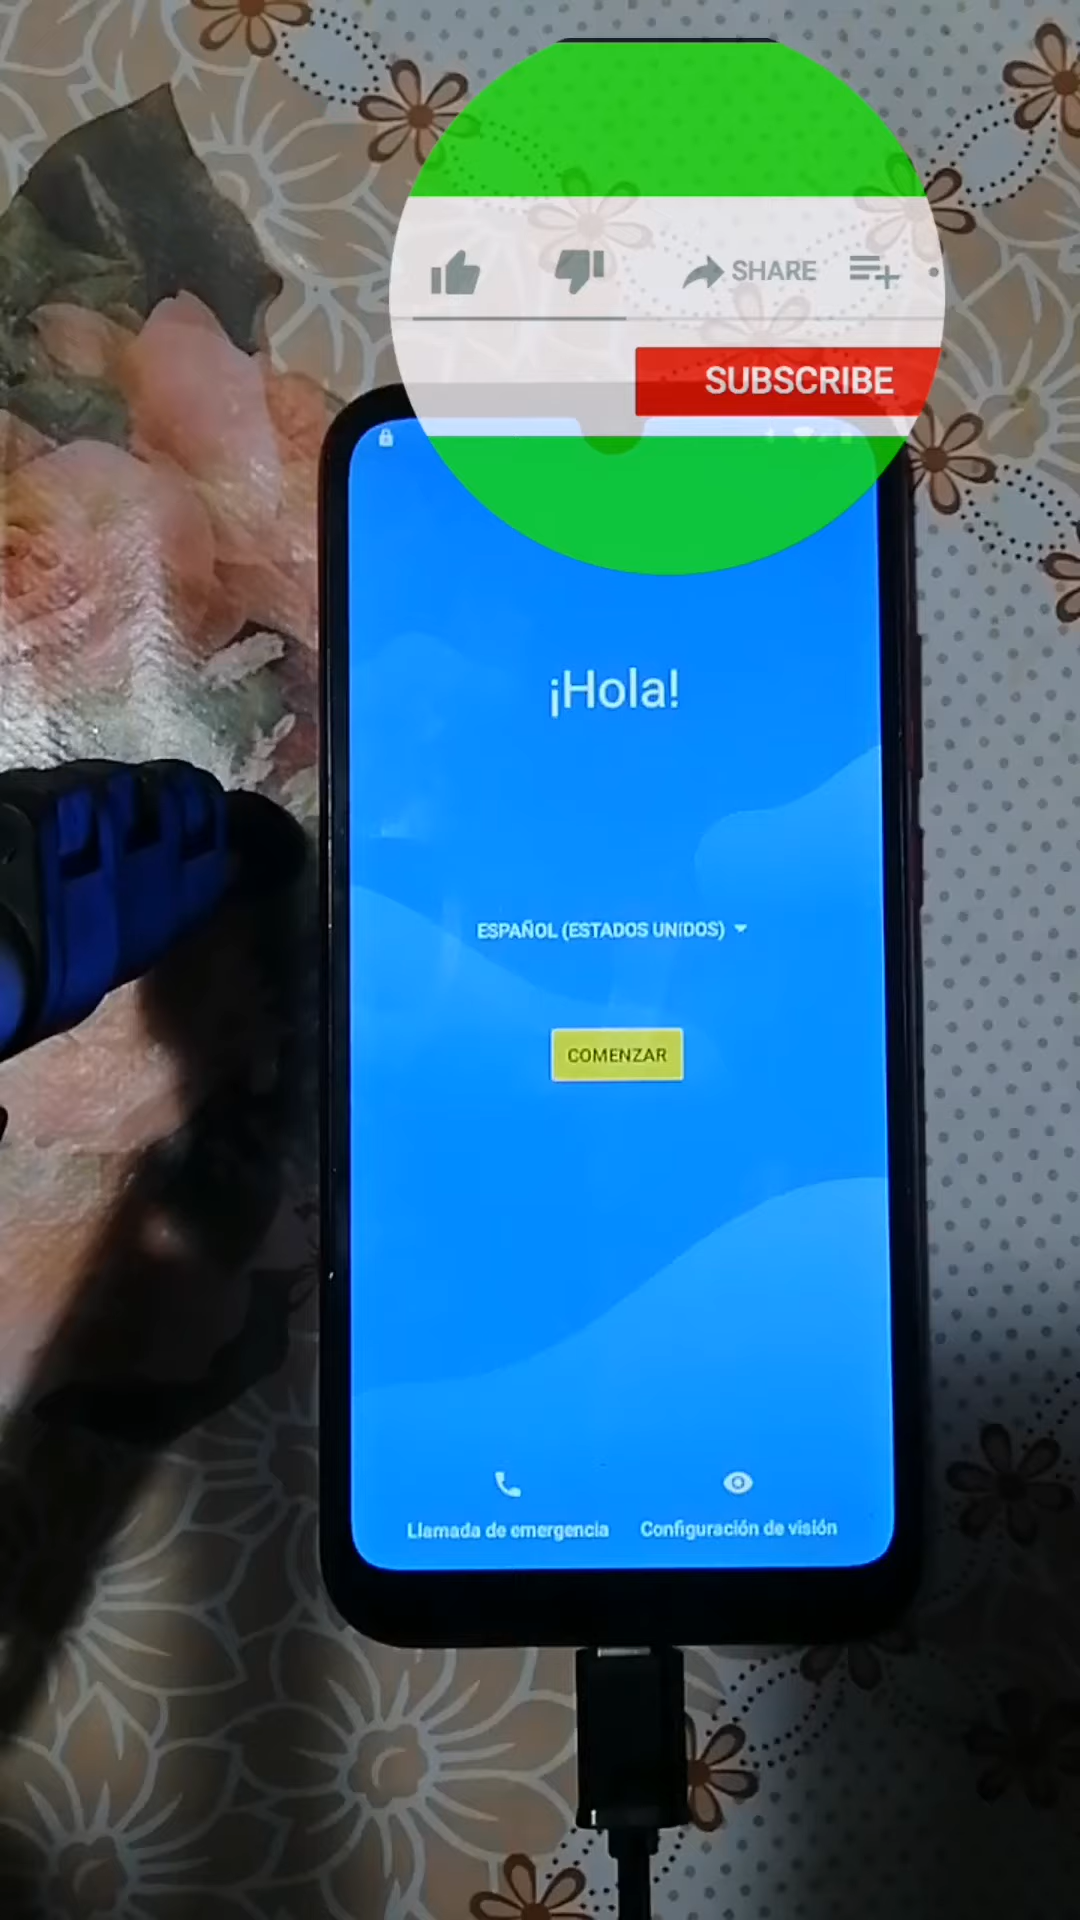 SHARE
SUBSCRIBE
¡Hola!
ESPAÑOL (ESTADOS UNIDOS)
COMENZAR
Llamada de emergencia
Configuración de visión